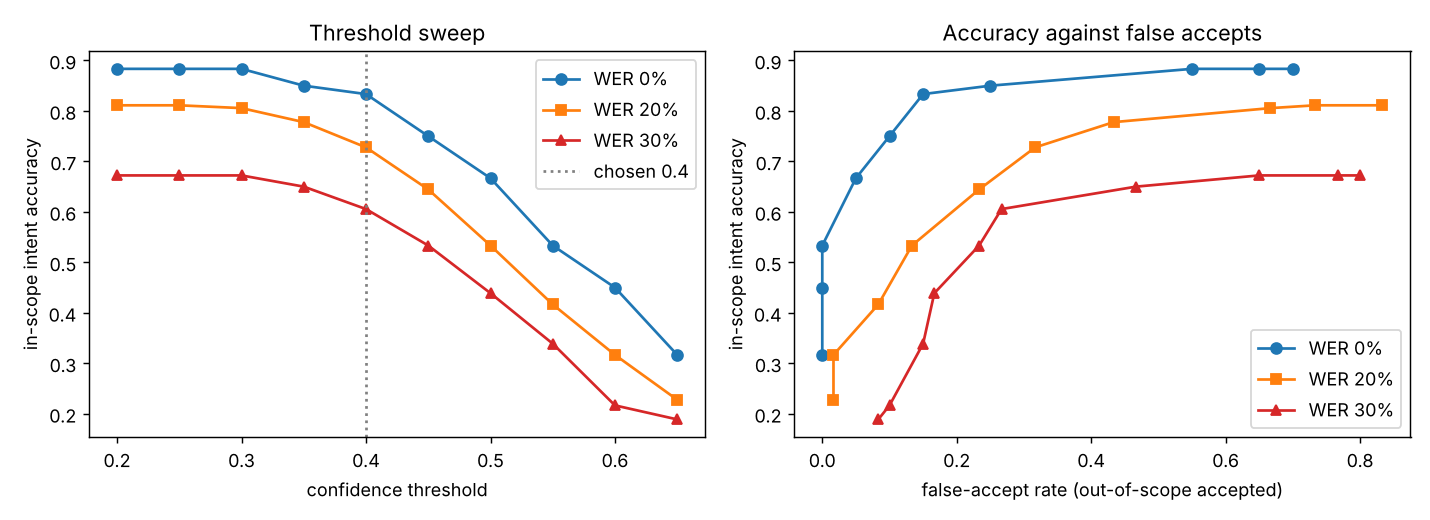 Threshold sweep
in-scope intent accuracy
0.9
0.8
0.7
0.6
0.5
0.4
0.3
0.2
WER 0%
WER 20%
WER 30%
chosen 0.4
0.2 0.3 0.4 0.5 0.6
confidence threshold
Accuracy against false accepts
in-scope intent accuracy
0.9
0.8
0.7
0.6
0.5
0.4
0.3
0.2
WER 0%
WER 20%
WER 30%
0.0 0.2 0.4 0.6 0.8
false-accept rate (out-of-scope accepted)